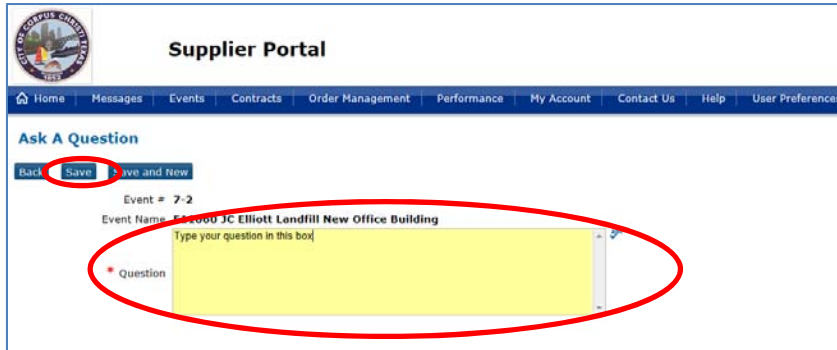 CITY OF CORPUS CHRISTI TEXAS
1852
Supplier Portal
Home Messages Events Contracts Order Management Performance My Account Contact Us Help User Preferences
Ask A Question
Back Save Save and New
Event # 7-2
Event Name JC Elliott Landfill New Office Building
Type your question in this box
* Question